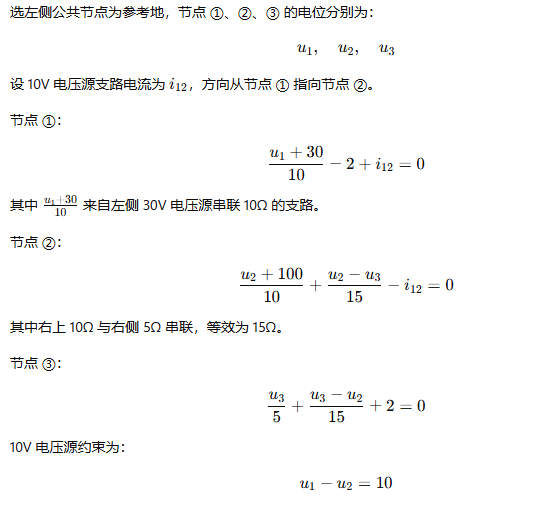 选左侧公共节点为参考地，节点 ①、②、③ 的电位分别为：
u₁, u₂, u₃
设 10V 电压源支路电流为 i₁₂，方向从节点 ① 指向节点 ②。
节点 ①：
(u₁ + 30)/10 − 2 + i₁₂ = 0
其中 (u₁+30)/10 来自左侧 30V 电压源串联 10Ω 的支路。
节点 ②：
(u₂ + 100)/10 + (u₂ − u₃)/15 − i₁₂ = 0
其中右上 10Ω 与右侧 5Ω 串联，等效为 15Ω。
节点 ③：
u₃/5 + (u₃ − u₂)/15 + 2 = 0
10V 电压源约束为：
u₁ − u₂ = 10